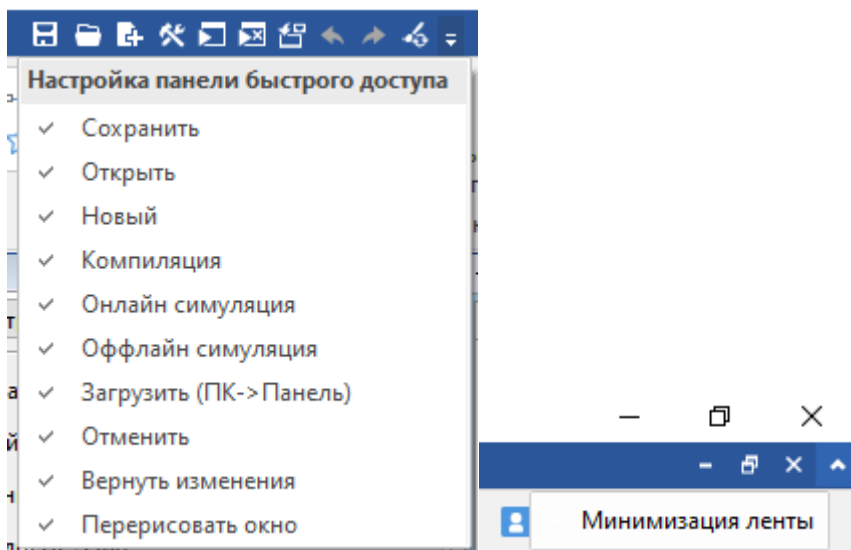 Настройка панели быстрого доступа
Сохранить
Открыть
Новый
Компиляция
Онлайн симуляция
Оффлайн симуляция
Загрузить (ПК->Панель)
Отменить
Вернуть изменения
Перерисовать окно
Минимизация ленты